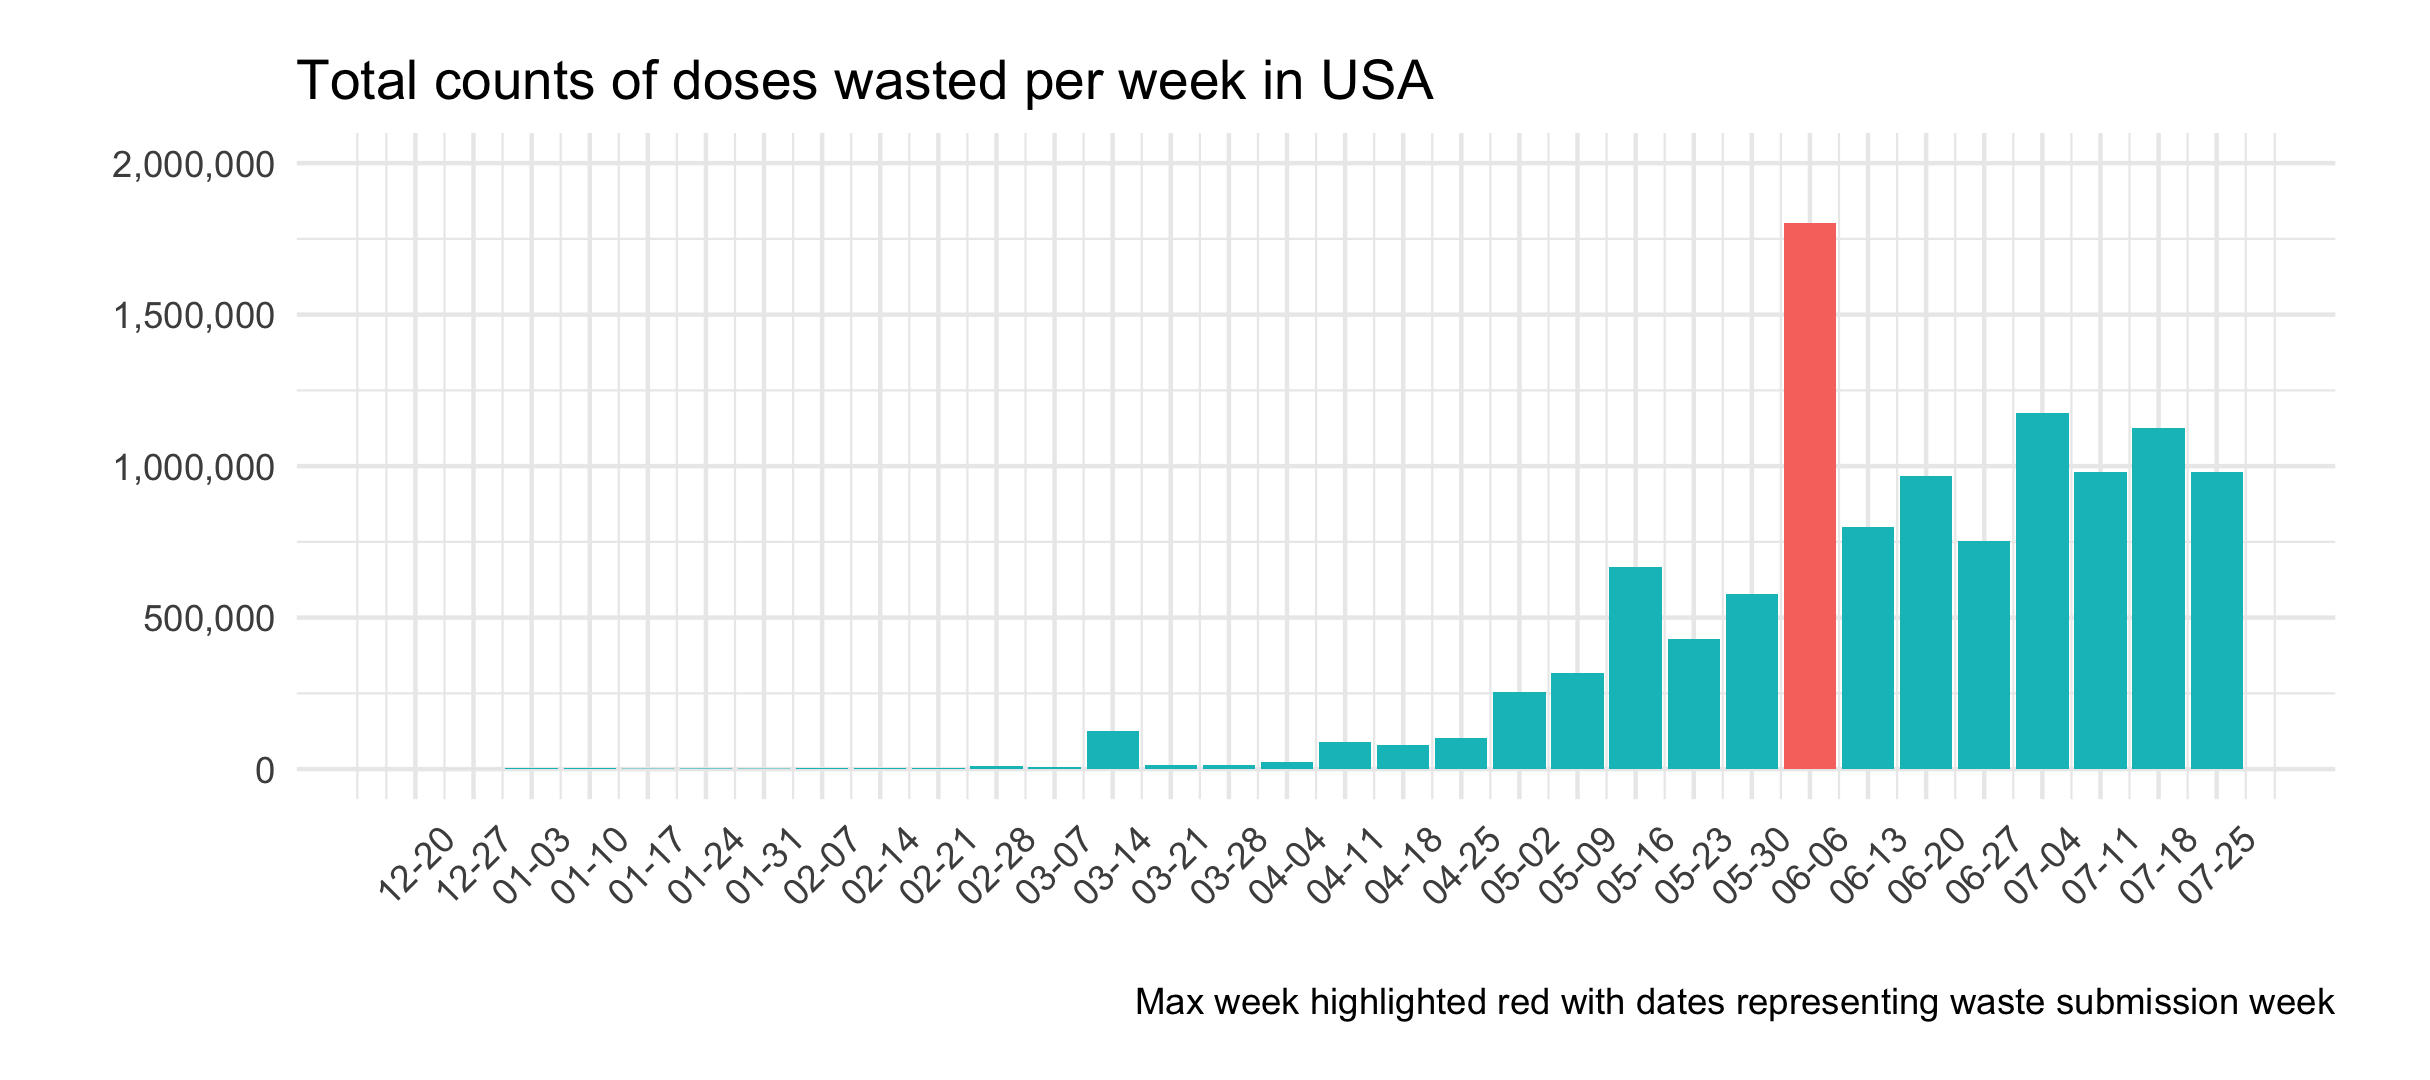 Total counts of doses wasted per week in USA
2,000,000
1,500,000
1,000,000
500,000
0
12-20 12-27 01-03 01-10 01-17 01-24 01-31 02-07 02-14 02-21 02-28 03-07 03-14 03-21 03-28 04-04 04-11 04-18 04-25 05-02 05-09 05-16 05-23 05-30 06-06 06-13 06-20 06-27 07-04 07-11 07-18 07-25
Max week highlighted red with dates representing waste submission week